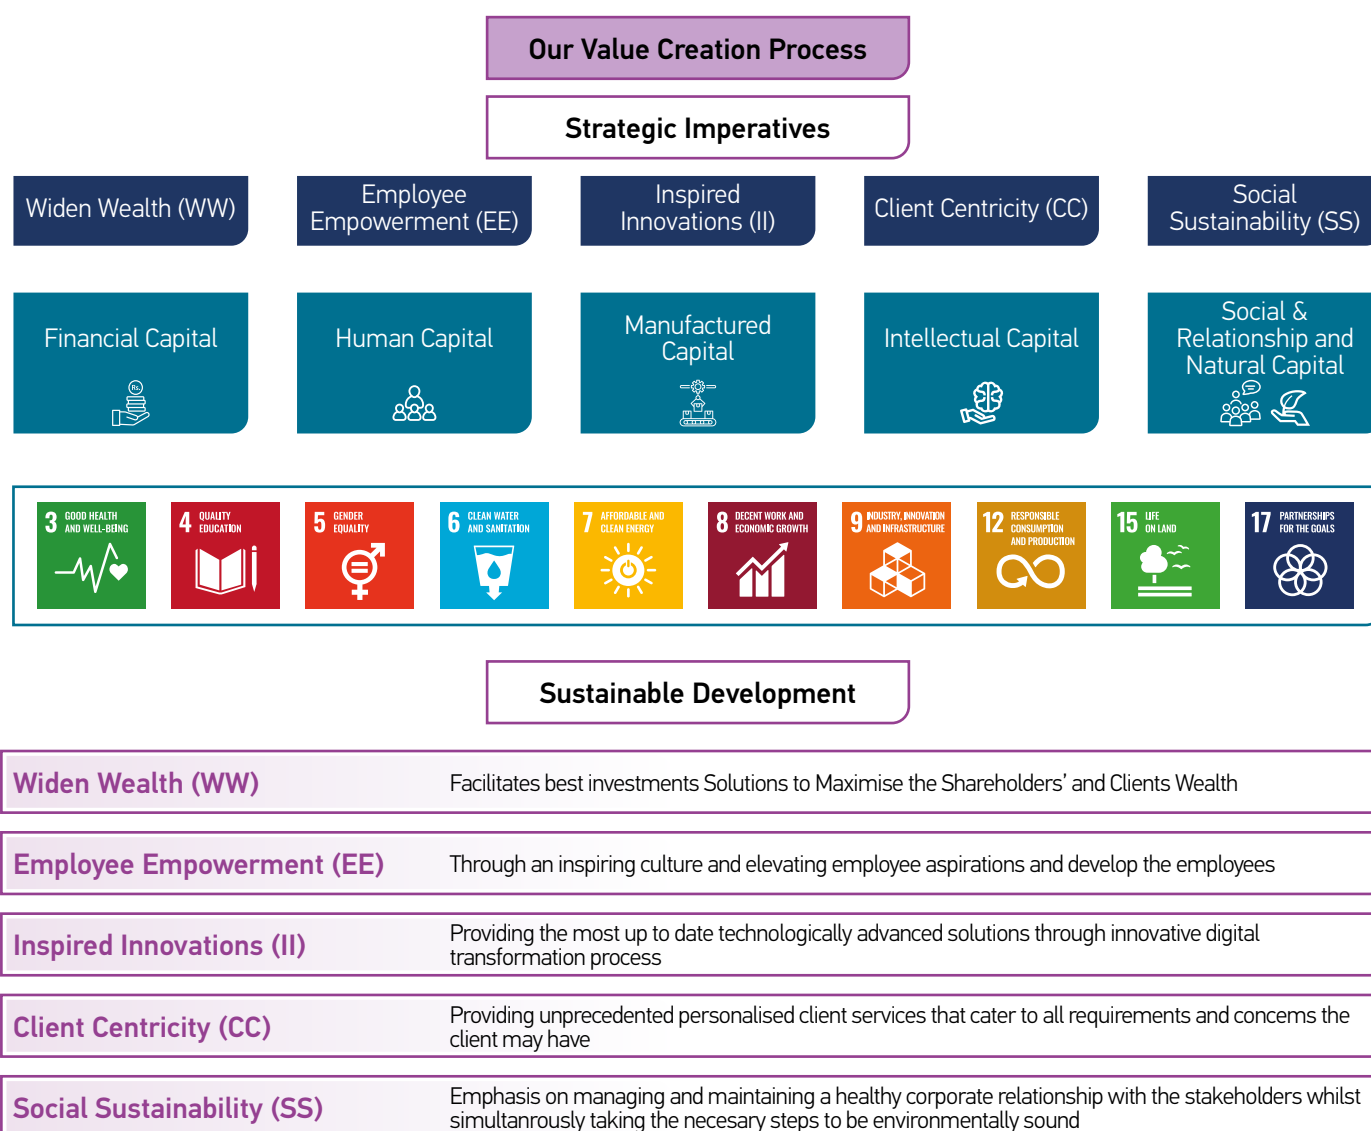 Our Value Creation Process
Strategic Imperatives
Widen Wealth (WW)
Employee
Empowerment (EE)
Inspired
Innovations (II)
Client Centricity (CC)
Social
Sustainability (SS)
Financial Capital
Rs.
Human Capital
Manufactured
Capital
Intellectual Capital
Social &
Relationship and
Natural Capital
3 GOOD HEALTH
AND WELL-BEING
4 QUALITY
EDUCATION
5 GENDER
EQUALITY
6 CLEAN WATER
AND SANITATION
7 AFFORDABLE AND
CLEAN ENERGY
8 DECENT WORK AND
ECONOMIC GROWTH
9 INDUSTRY, INNOVATION
AND INFRASTRUCTURE
12 RESPONSIBLE
CONSUMPTION
AND PRODUCTION
15 LIFE
ON LAND
17 PARTNERSHIPS
FOR THE GOALS
Sustainable Development
Widen Wealth (WW)
Facilitates best investments Solutions to Maximise the Shareholders’ and Clients Wealth
Employee Empowerment (EE)
Through an inspiring culture and elevating employee aspirations and develop the employees
Inspired Innovations (II)
Providing the most up to date technologically advanced solutions through innovative digital
transformation process
Client Centricity (CC)
Providing unprecedented personalised client services that cater to all requirements and concerns the
client may have
Social Sustainability (SS)
Emphasis on managing and maintaining a healthy corporate relationship with the stakeholders whilst
simultanrously taking the necesary steps to be environmentally sound